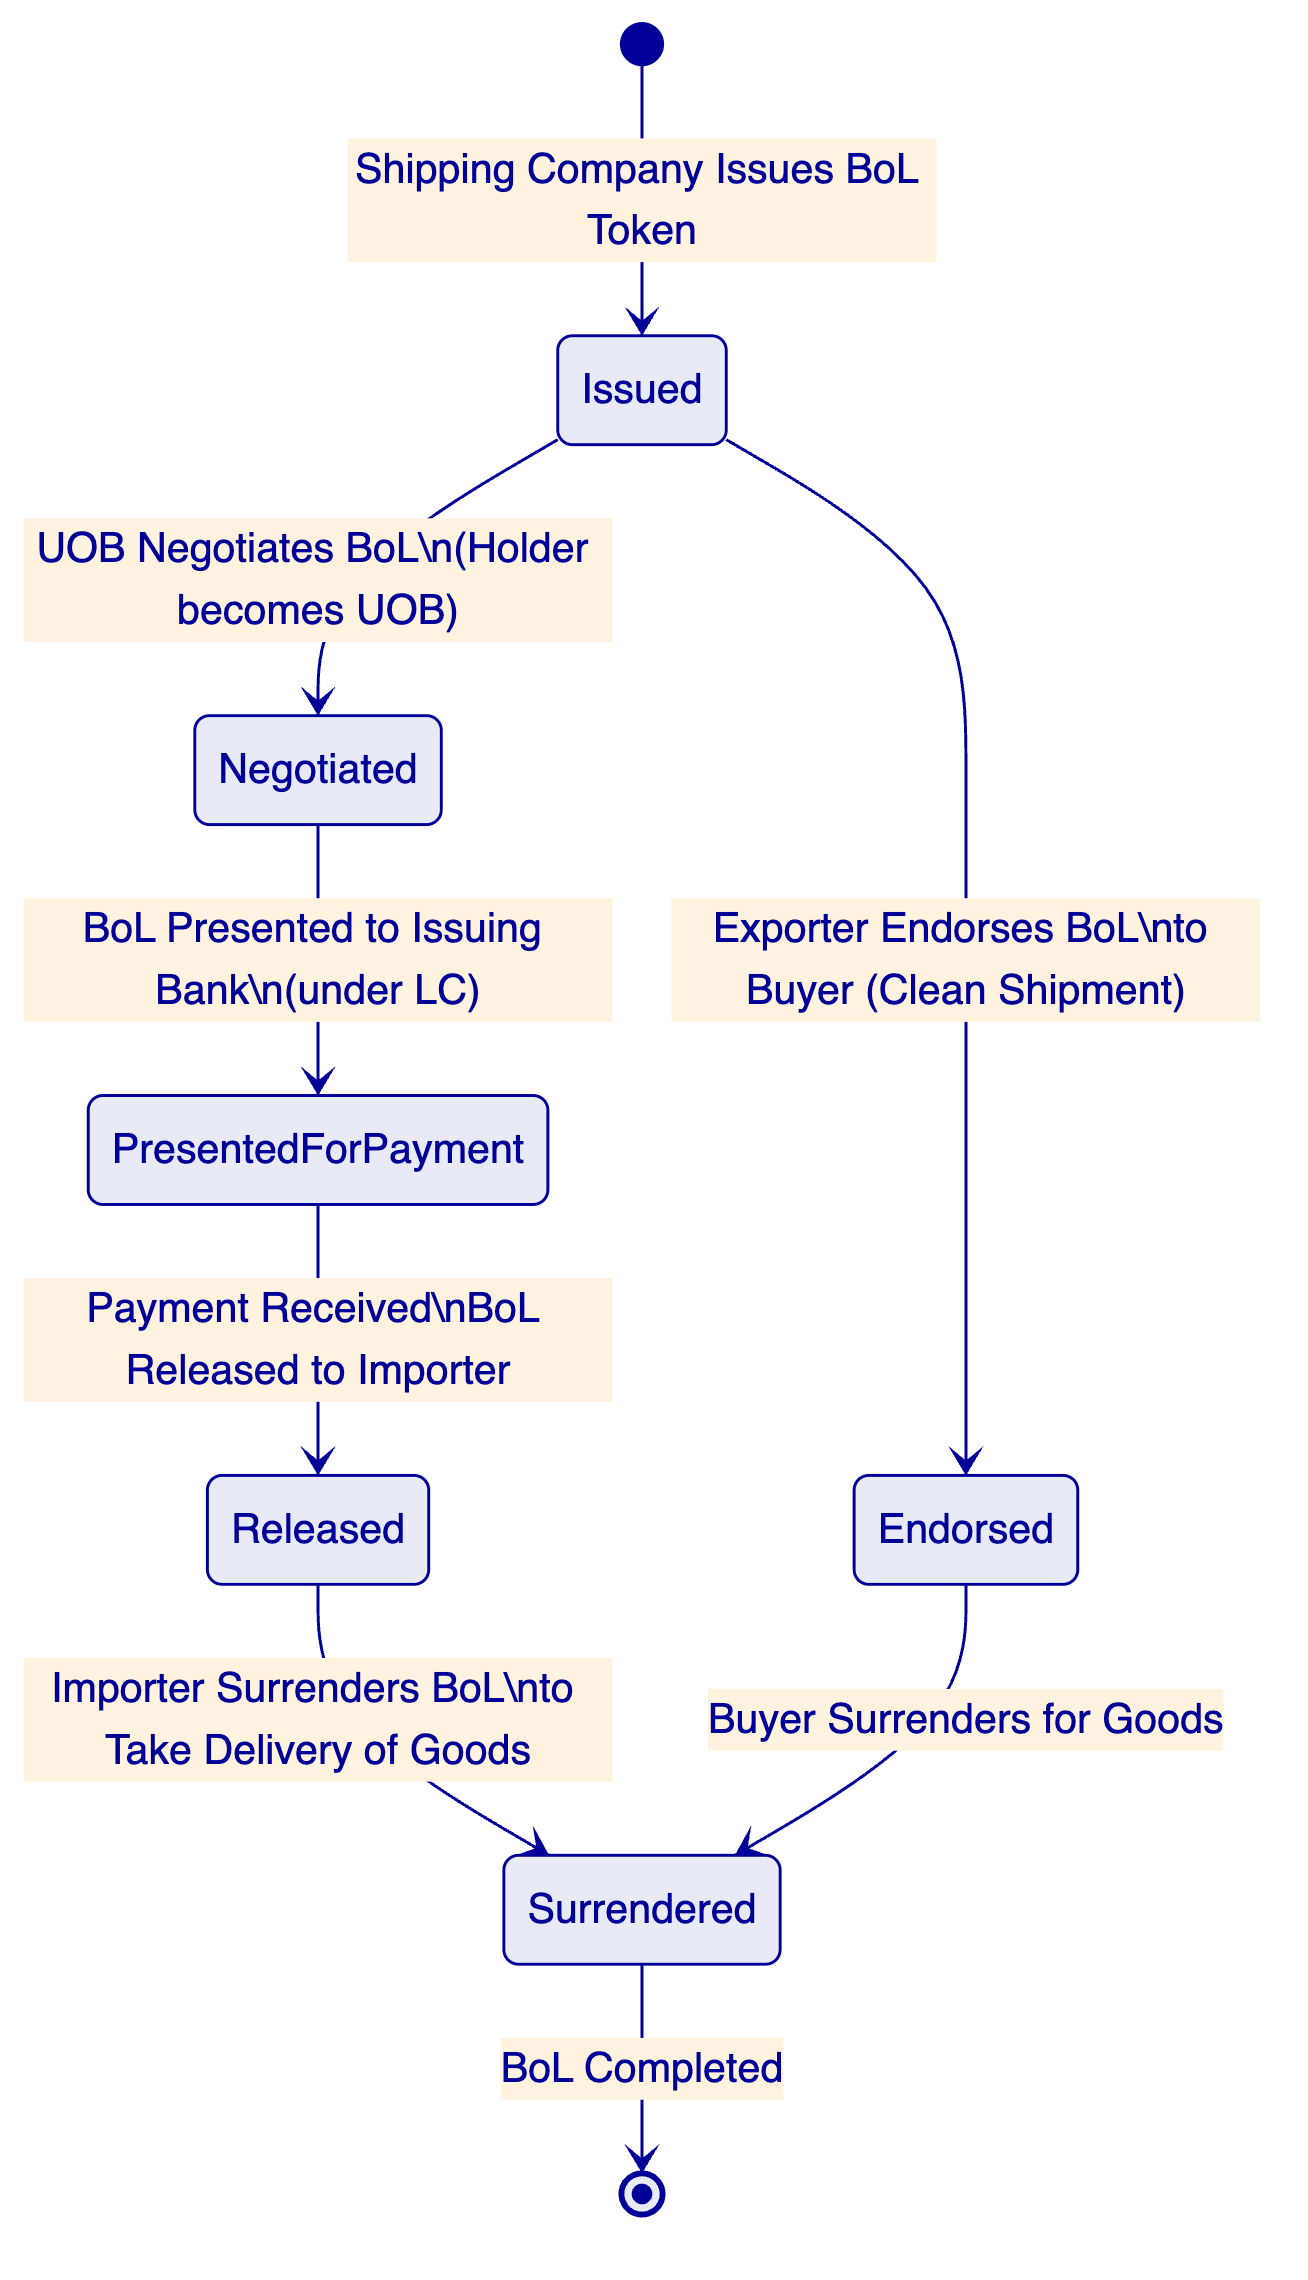 Shipping Company Issues BoL
Token
Issued
UOB Negotiates BoL\n(Holder
becomes UOB)
Negotiated
BoL Presented to Issuing
Bank\n(under LC)
Exporter Endorses BoL\nto
Buyer (Clean Shipment)
PresentedForPayment
Payment Received\nBoL
Released to Importer
Released
Endorsed
Importer Surrenders BoL\nto
Take Delivery of Goods
Buyer Surrenders for Goods
Surrendered
BoL Completed